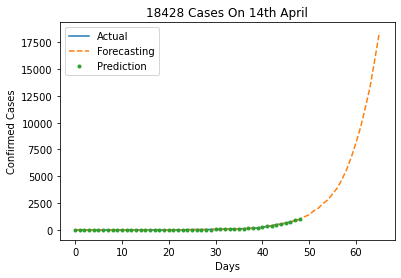 18428 Cases On 14th April
Actual
Forecasting
Prediction
17500
15000
12500
10000
7500
5000
2500
0
Confirmed Cases
0 10 20 30 40 50 60
Days